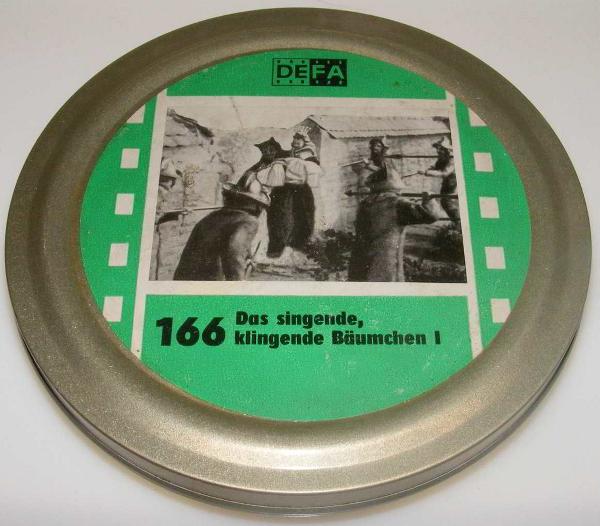 DEFA
166 Das singende,
klingende Bäumchen I